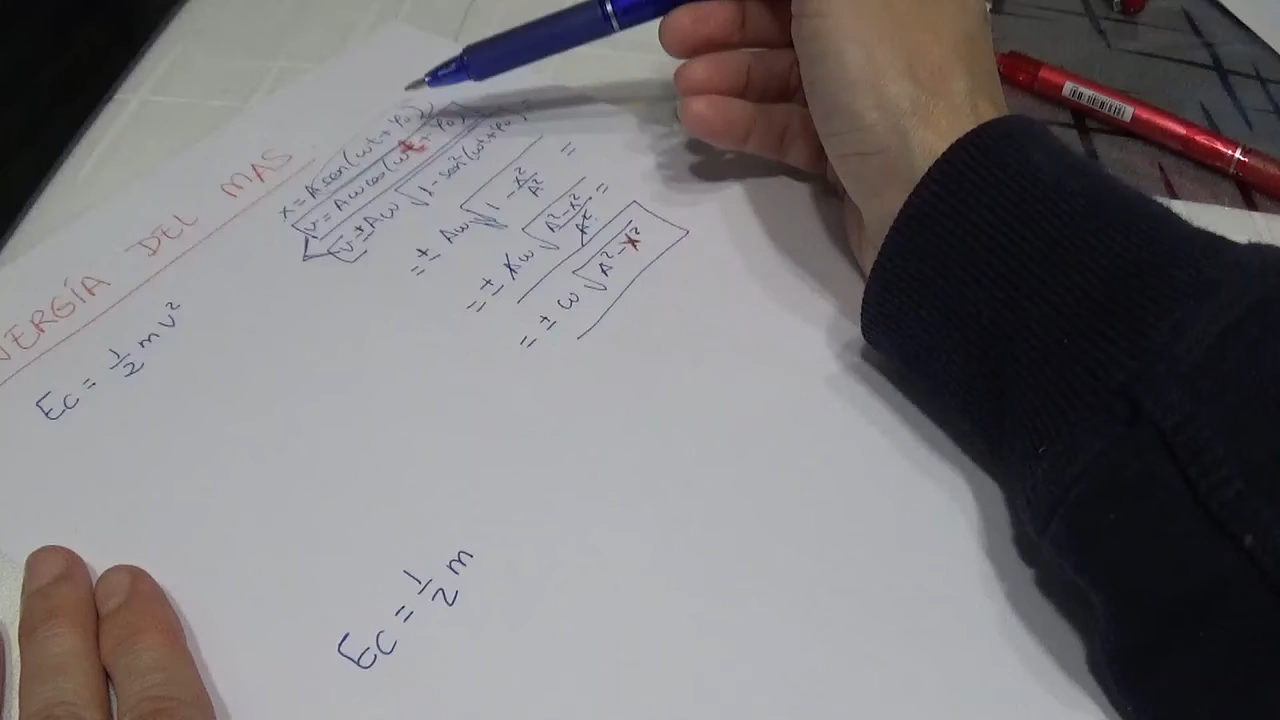 ENERGÍA DEL MAS
x = A sen(ωt + φ₀)
v = Aω cos(ωt + φ₀)
v = ± Aω √(1 - sen²(ωt + φ₀)) =
= ± Aω √(1 - x²/A²) =
= ± Aω √((A² - x²)/A²) =
= ± ω √(A² - x²)
Ec = 1/2 m v²
Ec = 1/2 m